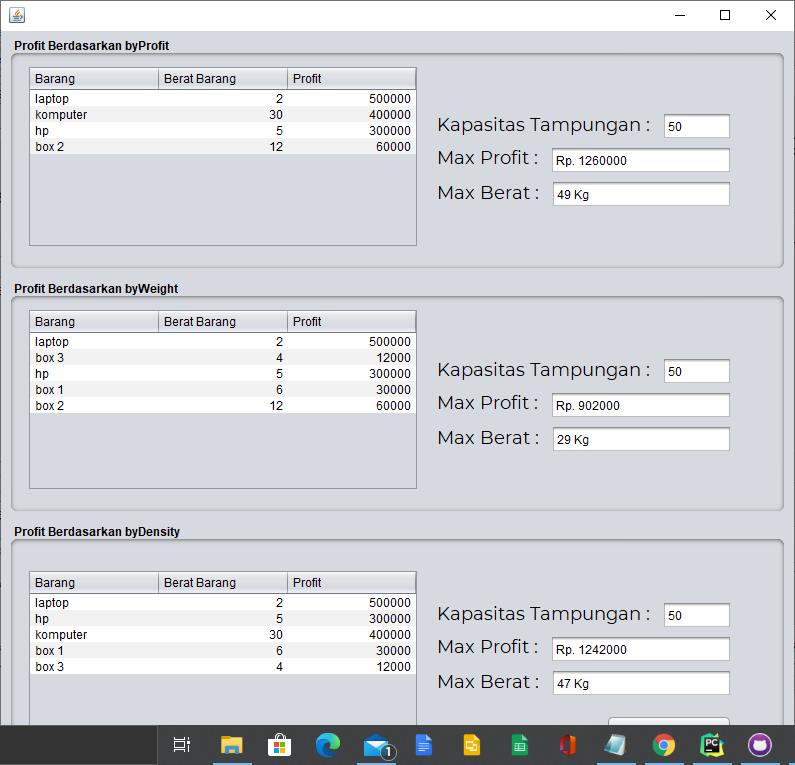 Profit Berdasarkan byProfit
Barang Berat Barang Profit
laptop 2 500000
komputer 30 400000
hp 5 300000
box 2 12 60000
Kapasitas Tampungan : 50
Max Profit : Rp. 1260000
Max Berat : 49 Kg
Profit Berdasarkan byWeight
Barang Berat Barang Profit
laptop 2 500000
box 3 4 12000
hp 5 300000
box 1 6 30000
box 2 12 60000
Kapasitas Tampungan : 50
Max Profit : Rp. 902000
Max Berat : 29 Kg
Profit Berdasarkan byDensity
Barang Berat Barang Profit
laptop 2 500000
hp 5 300000
komputer 30 400000
box 1 6 30000
box 3 4 12000
Kapasitas Tampungan : 50
Max Profit : Rp. 1242000
Max Berat : 47 Kg
1
PC